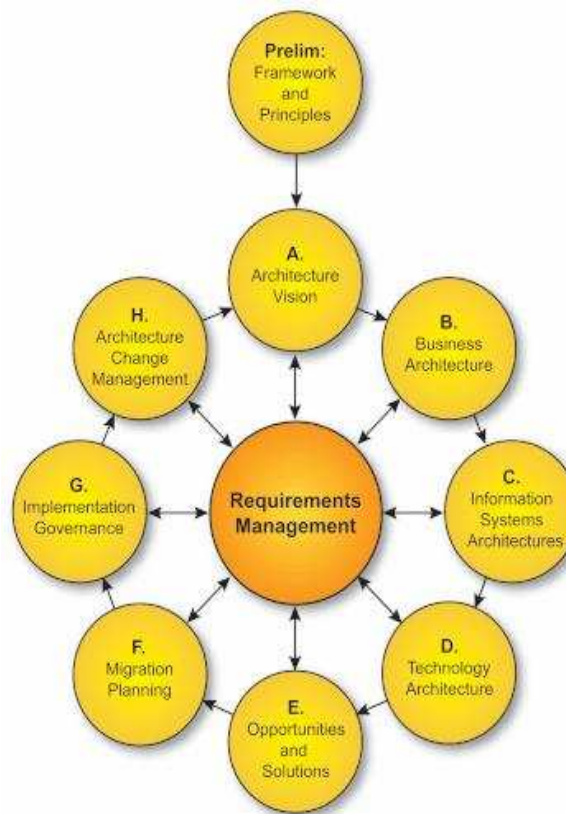 Prelim:
Framework
and
Principles
A.
Architecture
Vision
B.
Business
Architecture
C.
Information
Systems
Architectures
D.
Technology
Architecture
E.
Opportunities
and
Solutions
F.
Migration
Planning
G.
Implementation
Governance
H.
Architecture
Change
Management
Requirements
Management